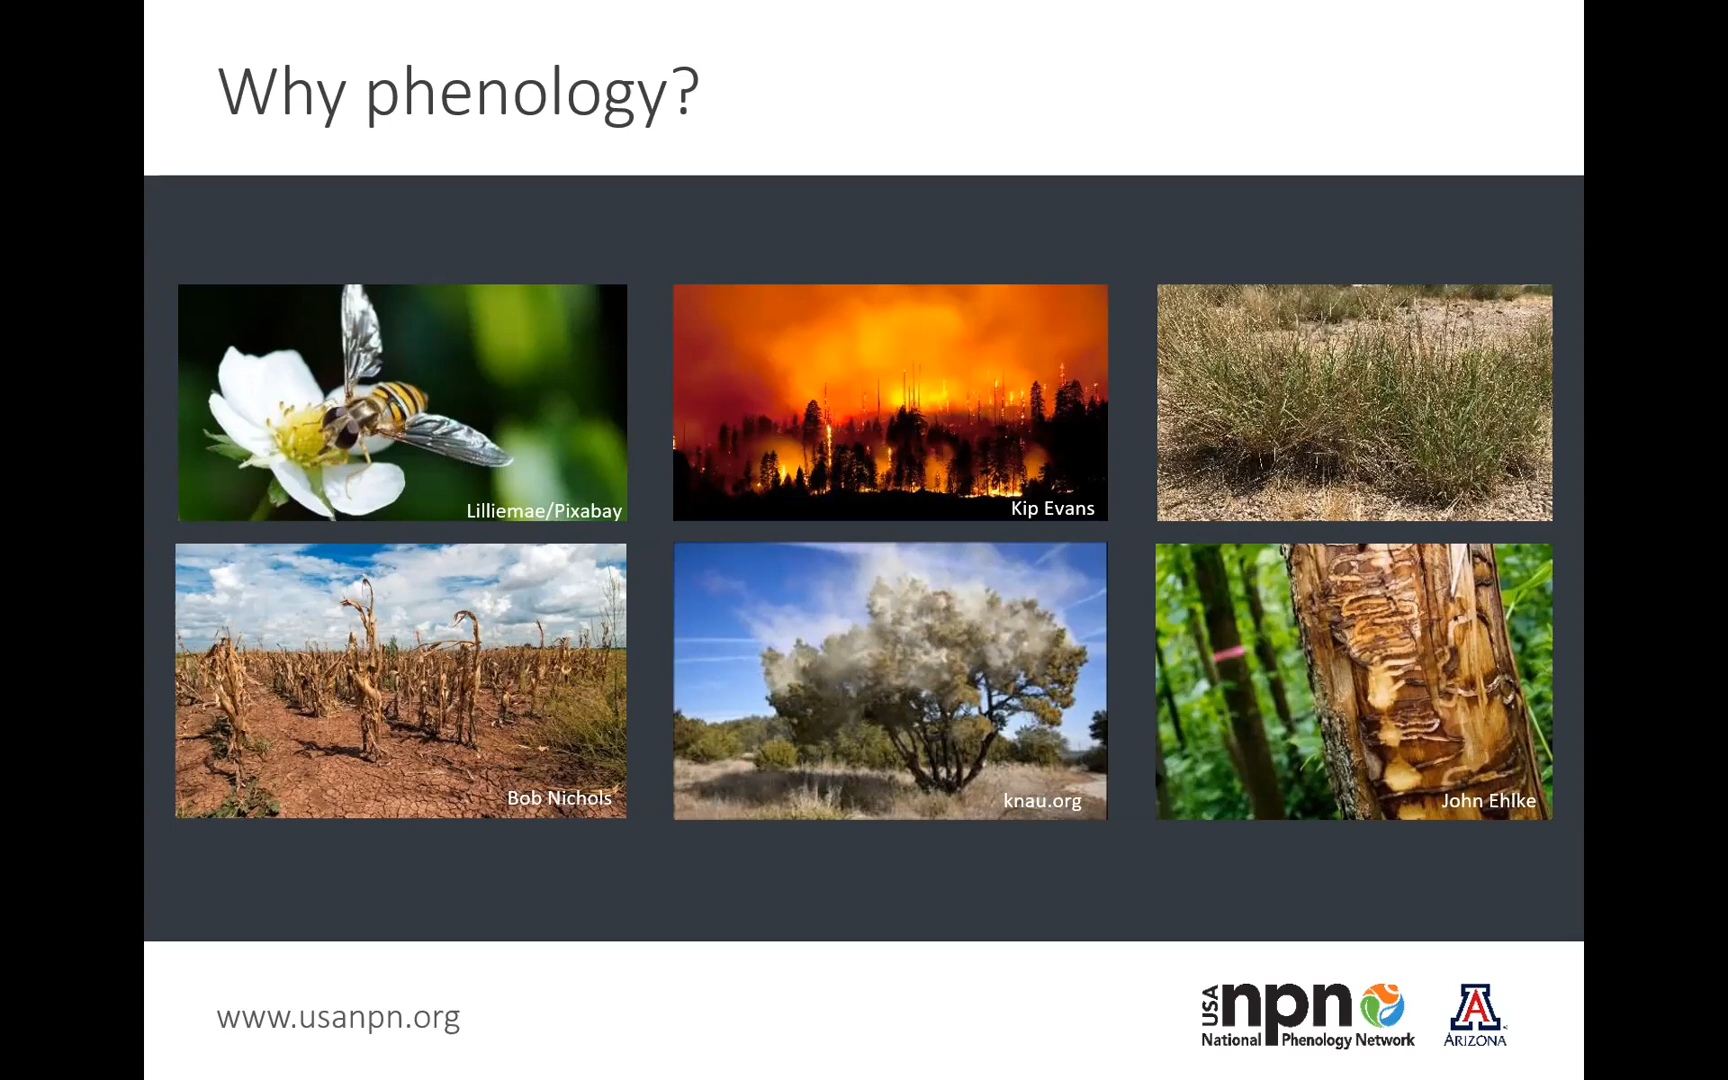 Why phenology?
Lilliemae/Pixabay
Kip Evans
Bob Nichols
knau.org
John Ehlke
www.usanpn.org
USA npn
National Phenology Network
A
ARIZONA